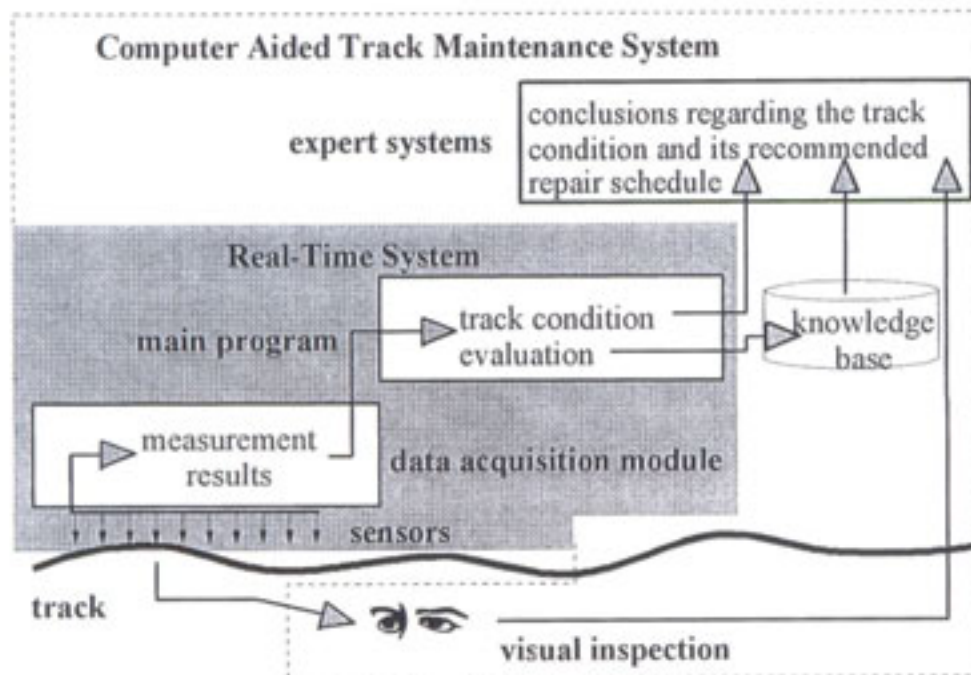 Computer Aided Track Maintenance System
expert systems
conclusions regarding the track
condition and its recommended
repair schedule
Real-Time System
main program
track condition
evaluation
knowledge
base
measurement
results
data acquisition module
sensors
track
visual inspection